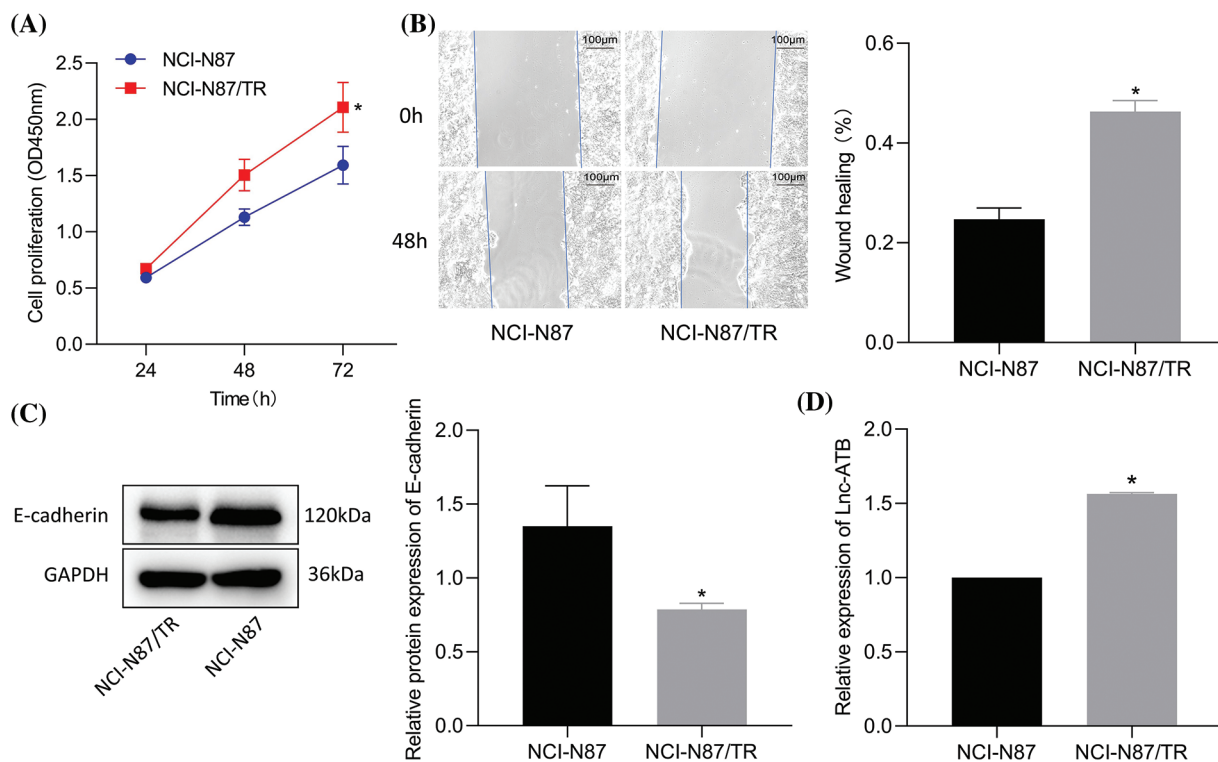 (A)
NCI-N87
NCI-N87/TR
Cell proliferation (OD450nm)
2.5
2.0
1.5
1.0
0.5
0.0
*
24
48
72
Time(h)
(B)
100μm
100μm
0h
100μm
100μm
48h
NCI-N87
NCI-N87/TR
Wound healing (%)
0.6
0.4
0.2
0.0
*
NCI-N87
NCI-N87/TR
(C)
E-cadherin
120kDa
GAPDH
36kDa
NCI-N87/TR
NCI-N87
Relative protein expression of E-cadherin
2.0
1.5
1.0
0.5
0.0
*
NCI-N87
NCI-N87/TR
(D)
Relative expression of Lnc-ATB
2.0
1.5
1.0
0.5
0.0
*
NCI-N87
NCI-N87/TR